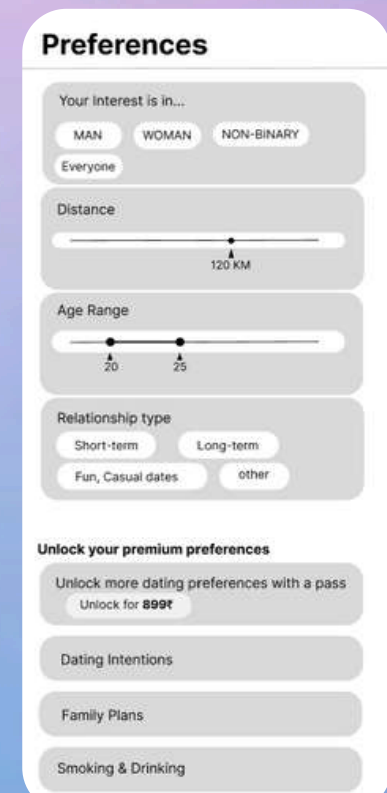 Preferences
Your Interest is in...
MAN WOMAN NON-BINARY
Everyone
Distance
120 KM
Age Range
20 25
Relationship type
Short-term Long-term
Fun, Casual dates other
Unlock your premium preferences
Unlock more dating preferences with a pass
Unlock for 899₹
Dating Intentions
Family Plans
Smoking & Drinking